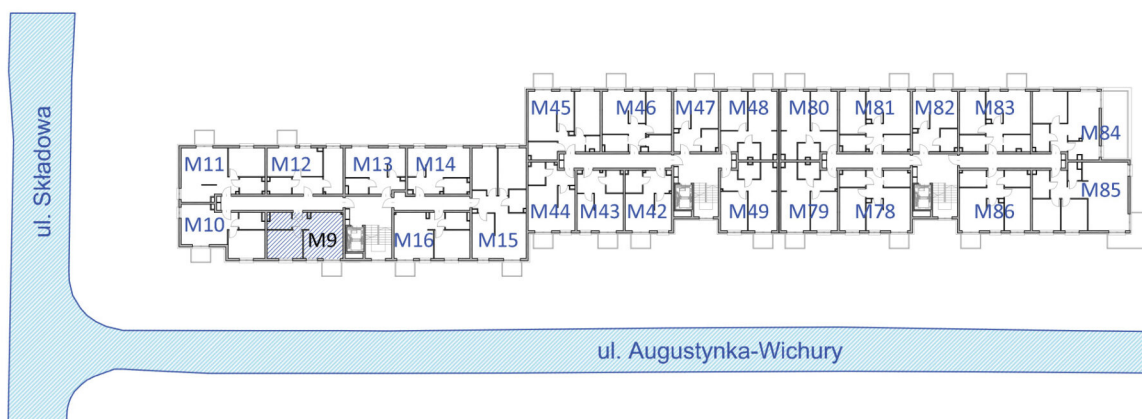 ul. Składowa
M45 M46 M47 M48 M80 M81 M82 M83
M84
M11 M12 M13 M14
M85
M10 M9 M16 M15 M44 M43 M42 M49 M79 M78 M86
ul. Augustynka-Wichury